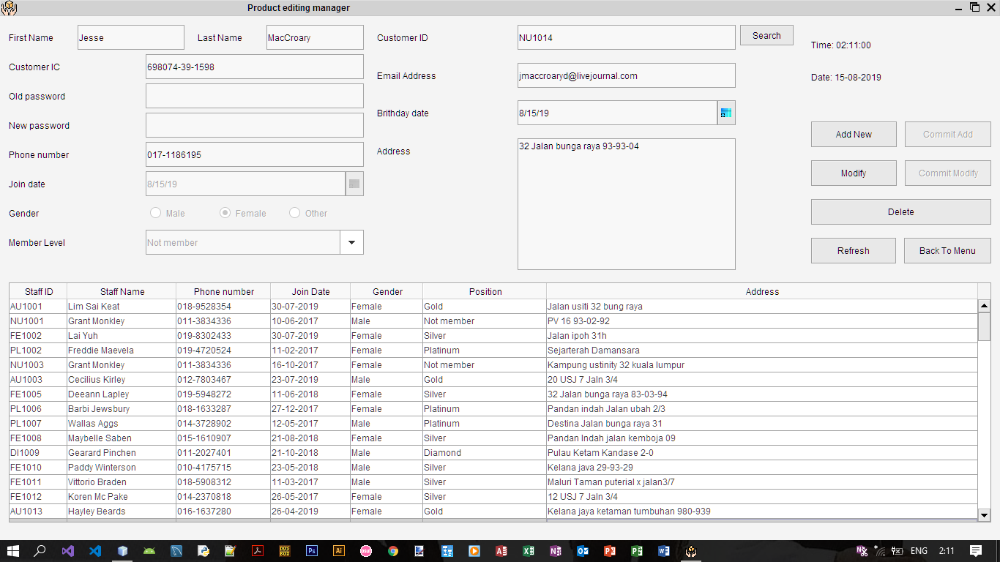 Product editing manager
First Name Jesse Last Name MacCroary Customer ID NU1014 Search
Time: 02:11:00
Customer IC 698074-39-1598
Email Address jmaccroaryd@livejournal.com
Date: 15-08-2019
Old password
Brithday date 8/15/19
New password
Add New Commit Add
Phone number 017-1186195
Address 32 Jalan bunga raya 93-93-04
Modify Commit Modify
Join date 8/15/19
Gender Male Female Other
Delete
Member Level Not member
Refresh Back To Menu
Staff ID Staff Name Phone number Join Date Gender Position Address
AU1001 Lim Sai Keat 018-9528354 30-07-2019 Female Gold Jalan usiti 32 bung raya
NU1001 Grant Monkley 011-3834336 10-06-2017 Male Not member PV 16 93-02-92
FE1002 Lai Yuh 019-8302433 30-07-2019 Female Silver Jalan ipoh 31h
PL1002 Freddie Maevela 019-4720524 11-02-2017 Female Platinum Sejarterah Damansara
NU1003 Grant Monkley 011-3834336 16-10-2017 Female Not member Kampung ustinity 32 kuala lumpur
AU1003 Cecilius Kirley 012-7803467 23-07-2019 Male Gold 20 USJ 7 Jaln 3/4
FE1005 Deeann Lapley 019-5948272 11-06-2018 Female Silver 32 Jalan bunga raya 83-03-94
PL1006 Barbi Jewsbury 018-1633287 27-12-2017 Female Platinum Pandan indah Jalan ubah 2/3
PL1007 Wallas Aggs 014-3728902 12-05-2017 Male Platinum Destina Jalan bunga raya 31
FE1008 Maybelle Saben 015-1610907 21-08-2018 Female Silver Pandan Indah jalan kemboja 09
DI1009 Gearard Pinchen 011-2027401 21-10-2018 Male Diamond Pulau Ketam Kandase 2-0
FE1010 Paddy Winterson 010-4175715 23-05-2018 Male Silver Kelana java 29-93-29
FE1011 Vittorio Braden 018-5908312 11-03-2017 Male Silver Maluri Taman puterial x jalan3/7
FE1012 Koren Mc Pake 014-2370818 26-05-2017 Female Silver 12 USJ 7 Jaln 3/4
AU1013 Hayley Beards 016-1637280 26-04-2019 Female Gold Kelana jaya ketaman tumbuhan 980-939
DOS BOX Ps Ai osu! ENG 2:11